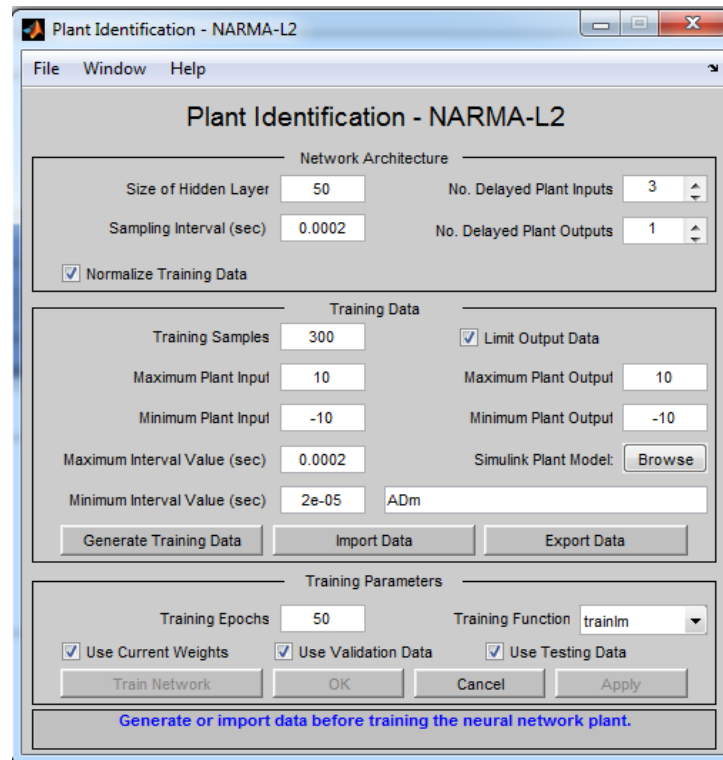 Plant Identification - NARMA-L2
File Window Help
Plant Identification - NARMA-L2
Network Architecture
Size of Hidden Layer 50 No. Delayed Plant Inputs 3
Sampling Interval (sec) 0.0002 No. Delayed Plant Outputs 1
Normalize Training Data
Training Data
Training Samples 300 Limit Output Data
Maximum Plant Input 10 Maximum Plant Output 10
Minimum Plant Input -10 Minimum Plant Output -10
Maximum Interval Value (sec) 0.0002 Simulink Plant Model: Browse
Minimum Interval Value (sec) 2e-05 ADm
Generate Training Data Import Data Export Data
Training Parameters
Training Epochs 50 Training Function trainlm
Use Current Weights Use Validation Data Use Testing Data
Train Network OK Cancel Apply
Generate or import data before training the neural network plant.